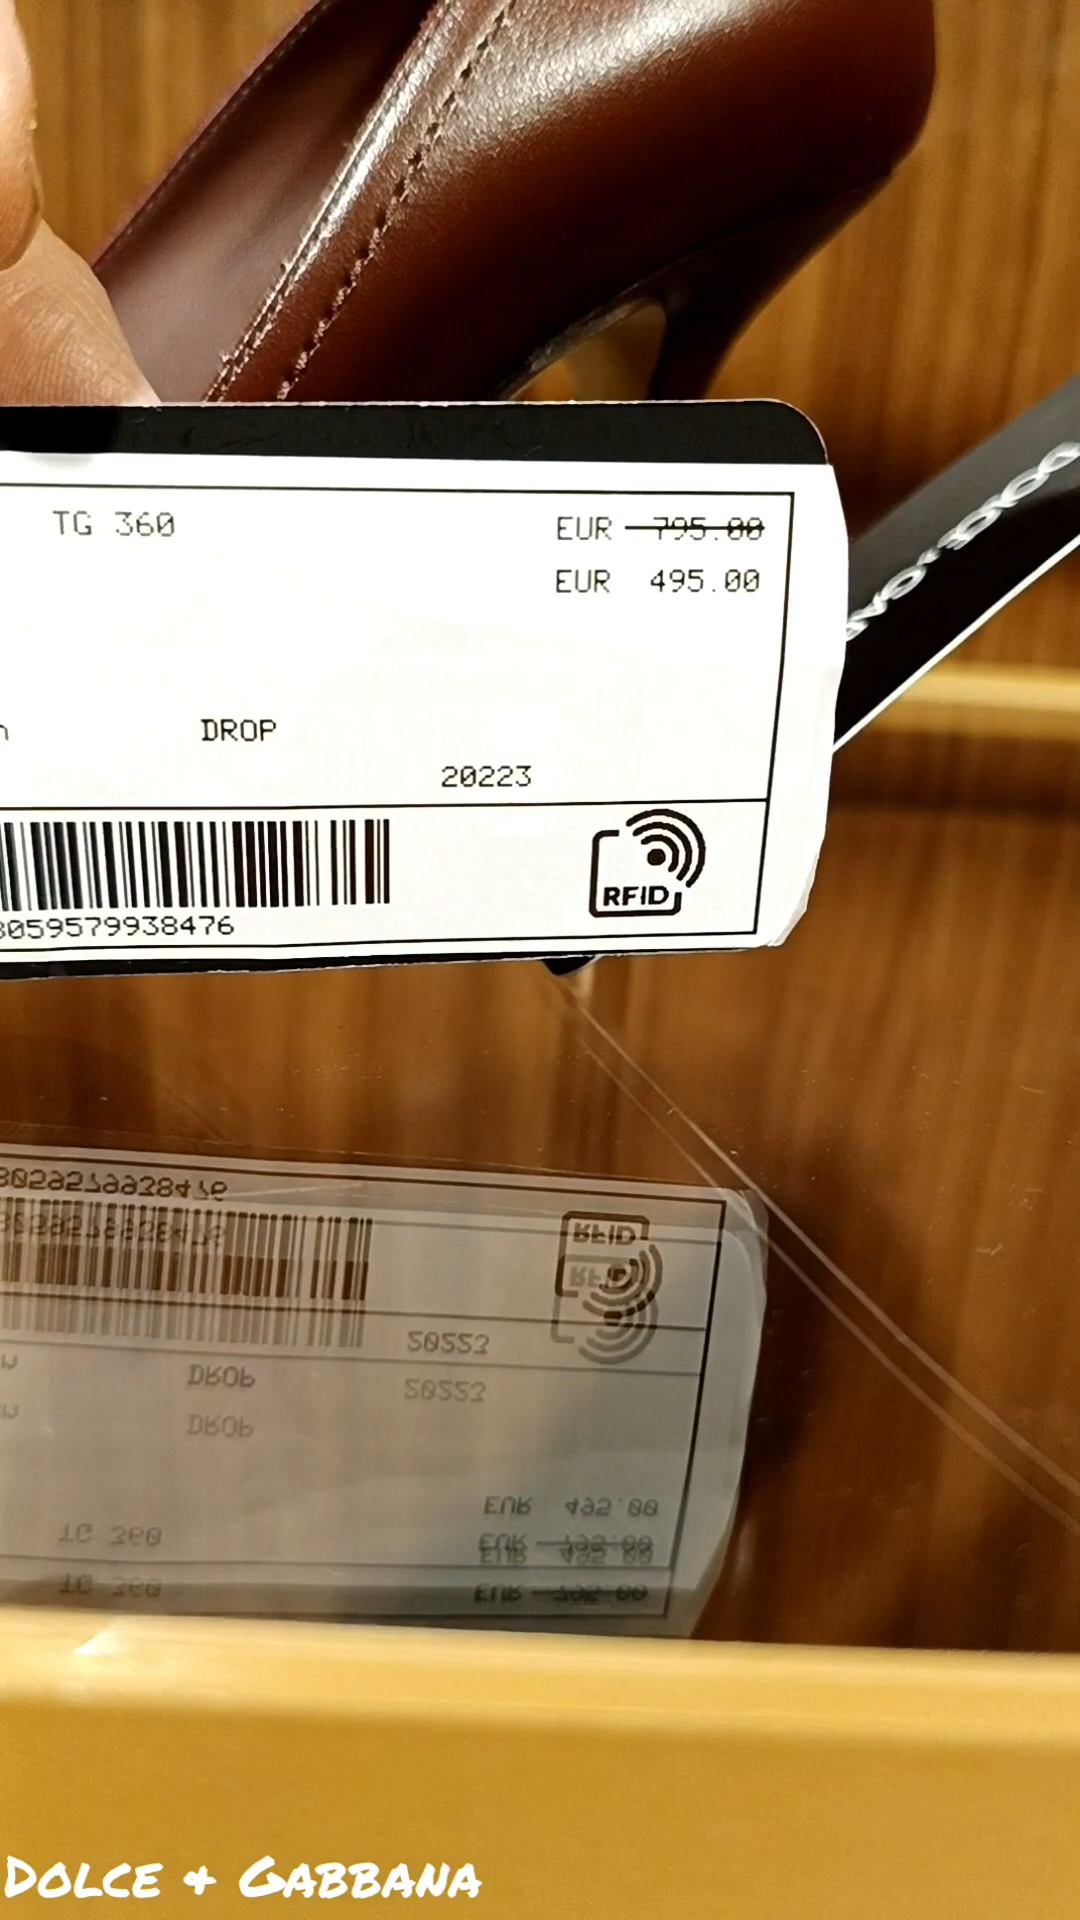 TG 360
EUR 795.00
EUR 495.00
DROP
20223
RFID
8059579938476
DOLCE & GABBANA